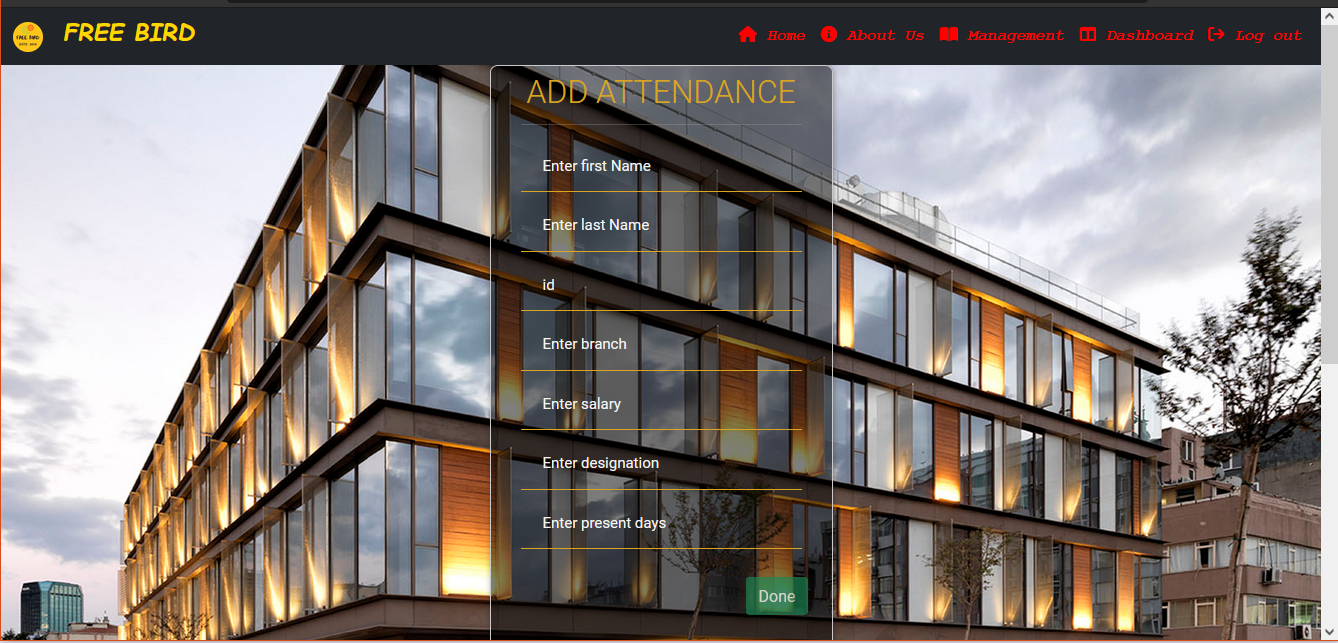 FREE BIRD
Home
About Us
Management
Dashboard
Log out
ADD ATTENDANCE
Enter first Name
Enter last Name
id
Enter branch
Enter salary
Enter designation
Enter present days
Done